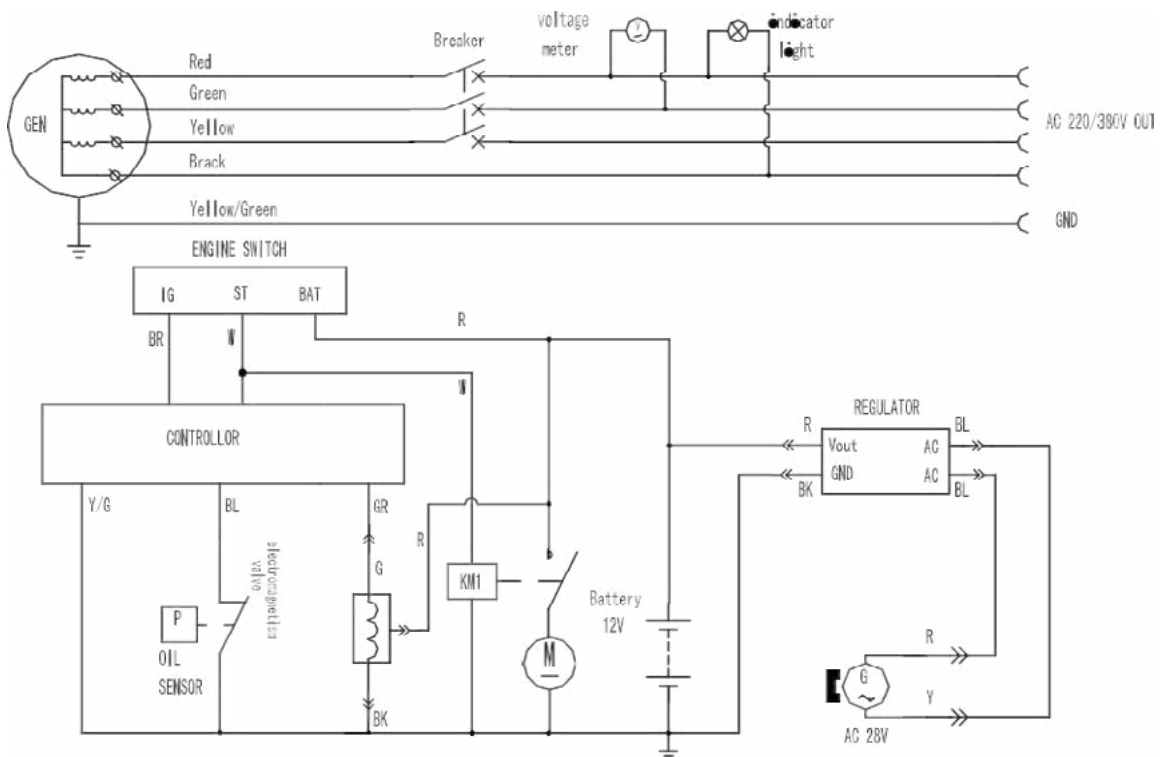 voltage
meter
indicator
light
Breaker
V
Red
Green
GEN
Yellow
Brack
Yellow/Green
AC 220/380V OUT
GND
ENGINE SWITCH
IG ST BAT
BR W R
W
CONTROLLOR
REGULATOR
R Vout AC BL
BK GND AC BL
Y/G BL GR
R
G
electromagnetism
valvo
P
OIL
SENSOR
KM1
Battery
12V
M
BK
R
G
Y
AC 28V